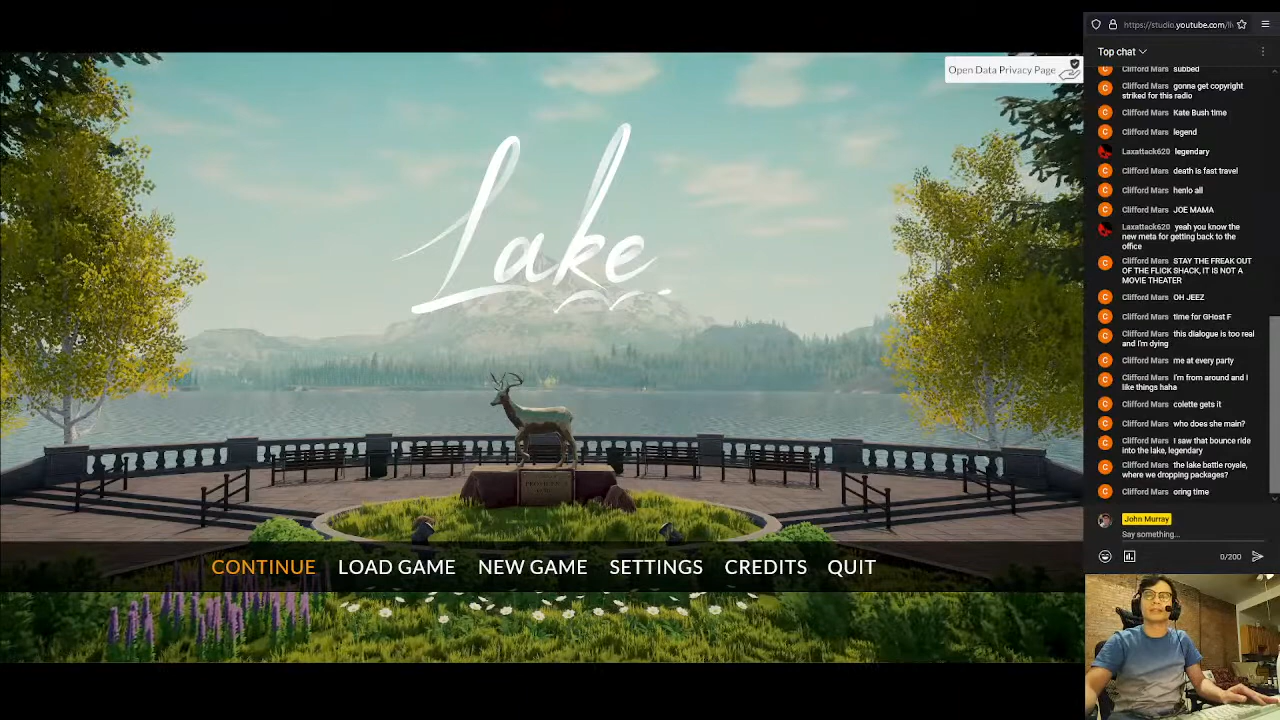 https://studio.youtube.com/li
Top chat
Open Data Privacy Page
Clifford Mars subbed
Clifford Mars gonna get copyright
striked for this radio
Clifford Mars Kate Bush time
Clifford Mars legend
Laxattack620 legendary
Clifford Mars death is fast travel
Clifford Mars henlo all
Clifford Mars JOE MAMA
Laxattack620 yeah you know the
new meta for getting back to the
office
Clifford Mars STAY THE FREAK OUT
OF THE FLICK SHACK, IT IS NOT A
MOVIE THEATER
Clifford Mars OH JEEZ
Clifford Mars time for GHost F
Clifford Mars this dialogue is too real
and I'm dying
Clifford Mars me at every party
Clifford Mars I'm from around and I
like things haha
Clifford Mars colette gets it
Clifford Mars who does she main?
Clifford Mars I saw that bounce ride
into the lake, legendary
Clifford Mars the lake battle royale,
where we dropping packages?
Clifford Mars oring time
John Murray
Say something...
0/200
Lake
CONTINUE LOAD GAME NEW GAME SETTINGS CREDITS QUIT